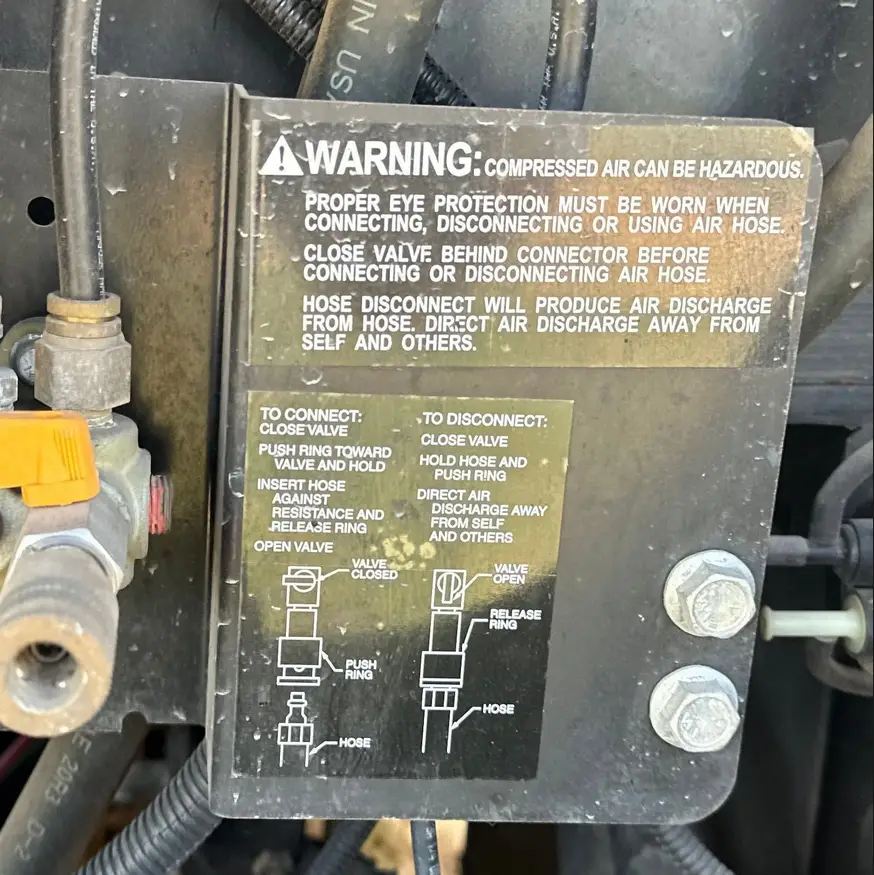 IN USA
WARNING: COMPRESSED AIR CAN BE HAZARDOUS.
PROPER EYE PROTECTION MUST BE WORN WHEN
CONNECTING, DISCONNECTING OR USING AIR HOSE.
CLOSE VALVE BEHIND CONNECTOR BEFORE
CONNECTING OR DISCONNECTING AIR HOSE.
HOSE DISCONNECT WILL PRODUCE AIR DISCHARGE
FROM HOSE. DIRECT AIR DISCHARGE AWAY FROM
SELF AND OTHERS.
TO CONNECT:
CLOSE VALVE
PUSH RING TOWARD
VALVE AND HOLD
INSERT HOSE
AGAINST
RESISTANCE AND
RELEASE RING
OPEN VALVE
VALVE
CLOSED
PUSH
RING
HOSE
TO DISCONNECT:
CLOSE VALVE
HOLD HOSE AND
PUSH RING
DIRECT AIR
DISCHARGE AWAY
FROM SELF
AND OTHERS
VALVE
OPEN
RELEASE
RING
HOSE
20R3 D-2